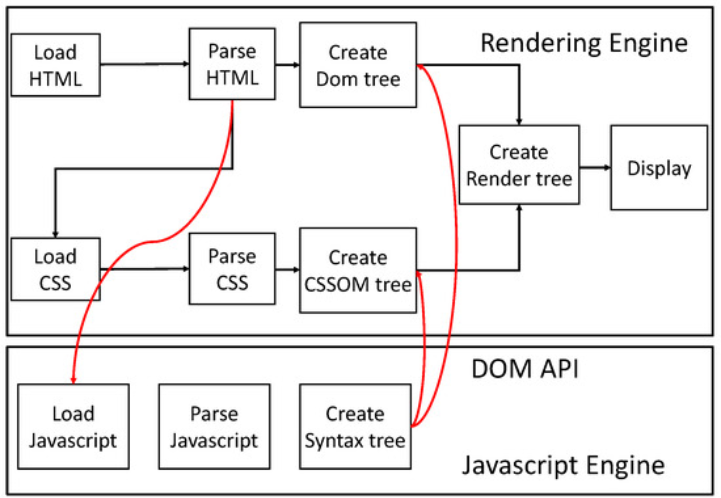 Rendering Engine
Load
HTML
Parse
HTML
Create
Dom tree
Create
Render tree
Display
Load
CSS
Parse
CSS
Create
CSSOM tree
DOM API
Load
Javascript
Parse
Javascript
Create
Syntax tree
Javascript Engine